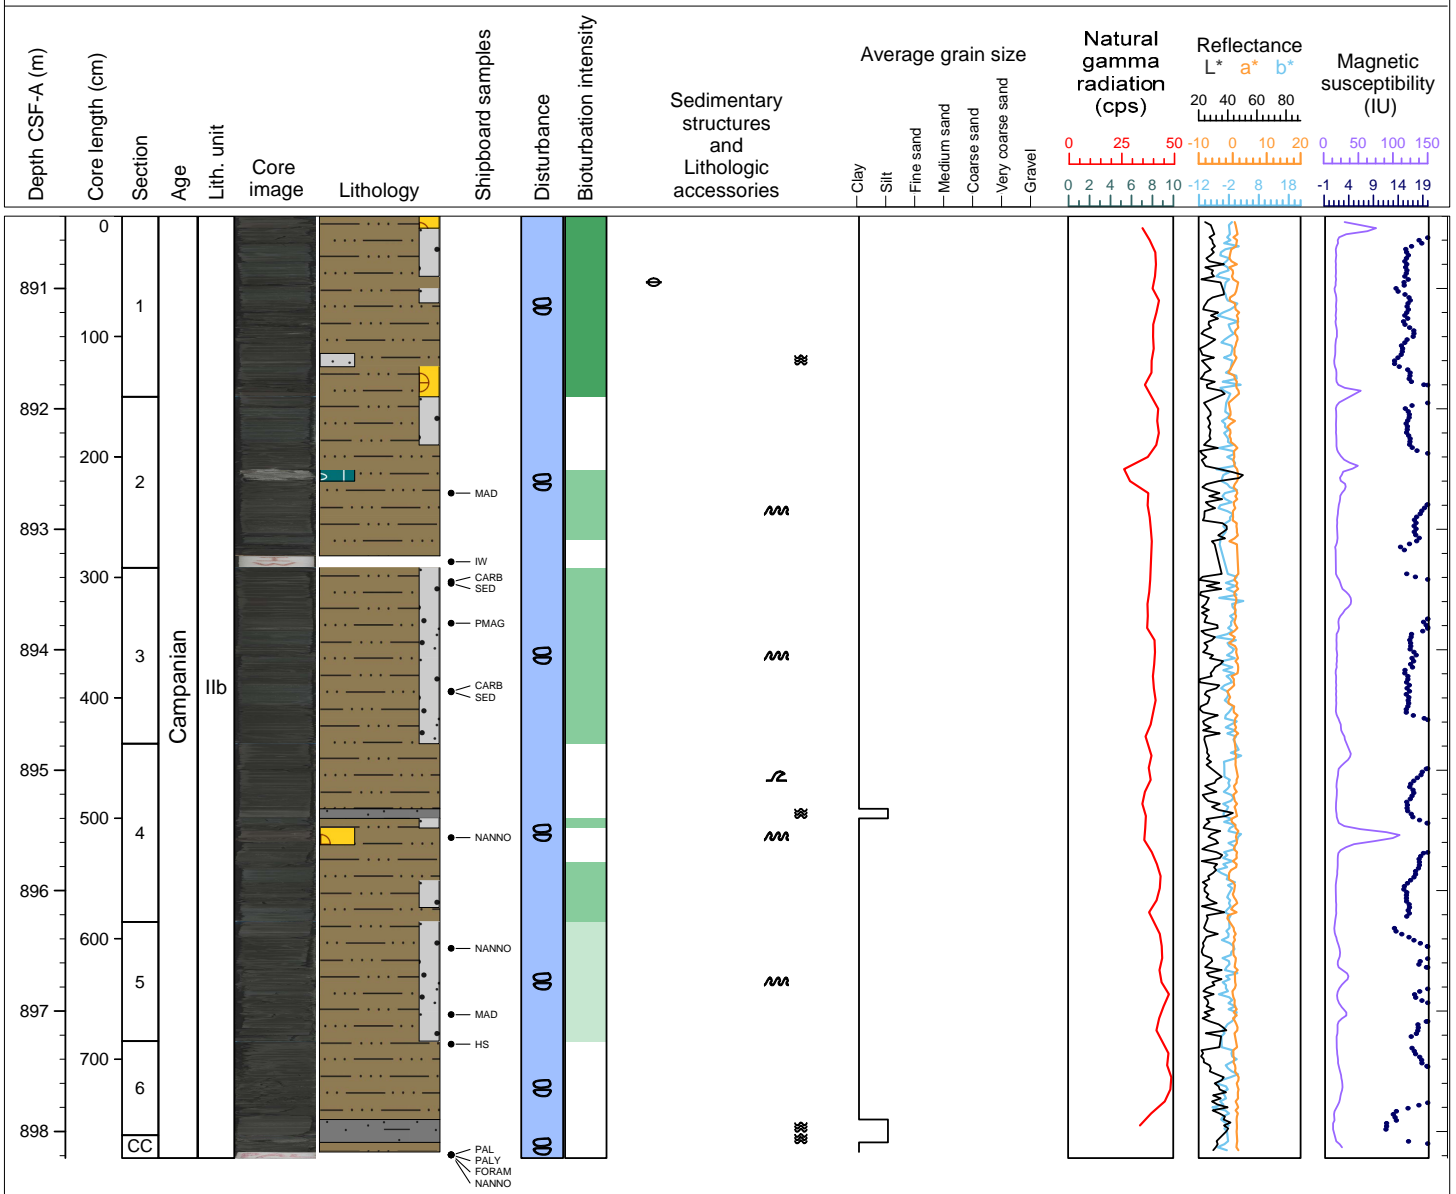 Depth CSF-A (m)
Core length (cm)
Section
Age
Lith. unit
Core
image
Lithology
Shipboard samples
Disturbance
Bioturbation intensity
Sedimentary
structures
and
Lithologic
accessories
Average grain size
Clay
Silt
Fine sand
Medium sand
Coarse sand
Very coarse sand
Gravel
Natural
gamma
radiation
(cps)
0 25 50
0 2 4 6 8 10
Reflectance
L* a* b*
20 40 60 80
-10 0 10 20
-12 -2 8 18
Magnetic
susceptibility
(IU)
0 50 100 150
-1 4 9 14 19
891
892
893
894
895
896
897
898
0
100
200
300
400
500
600
700
1
2
3
4
5
6
CC
Campanian
IIb
MAD
IW
CARB
SED
PMAG
CARB
SED
NANNO
NANNO
MAD
HS
PAL
PALY
FORAM
NANNO